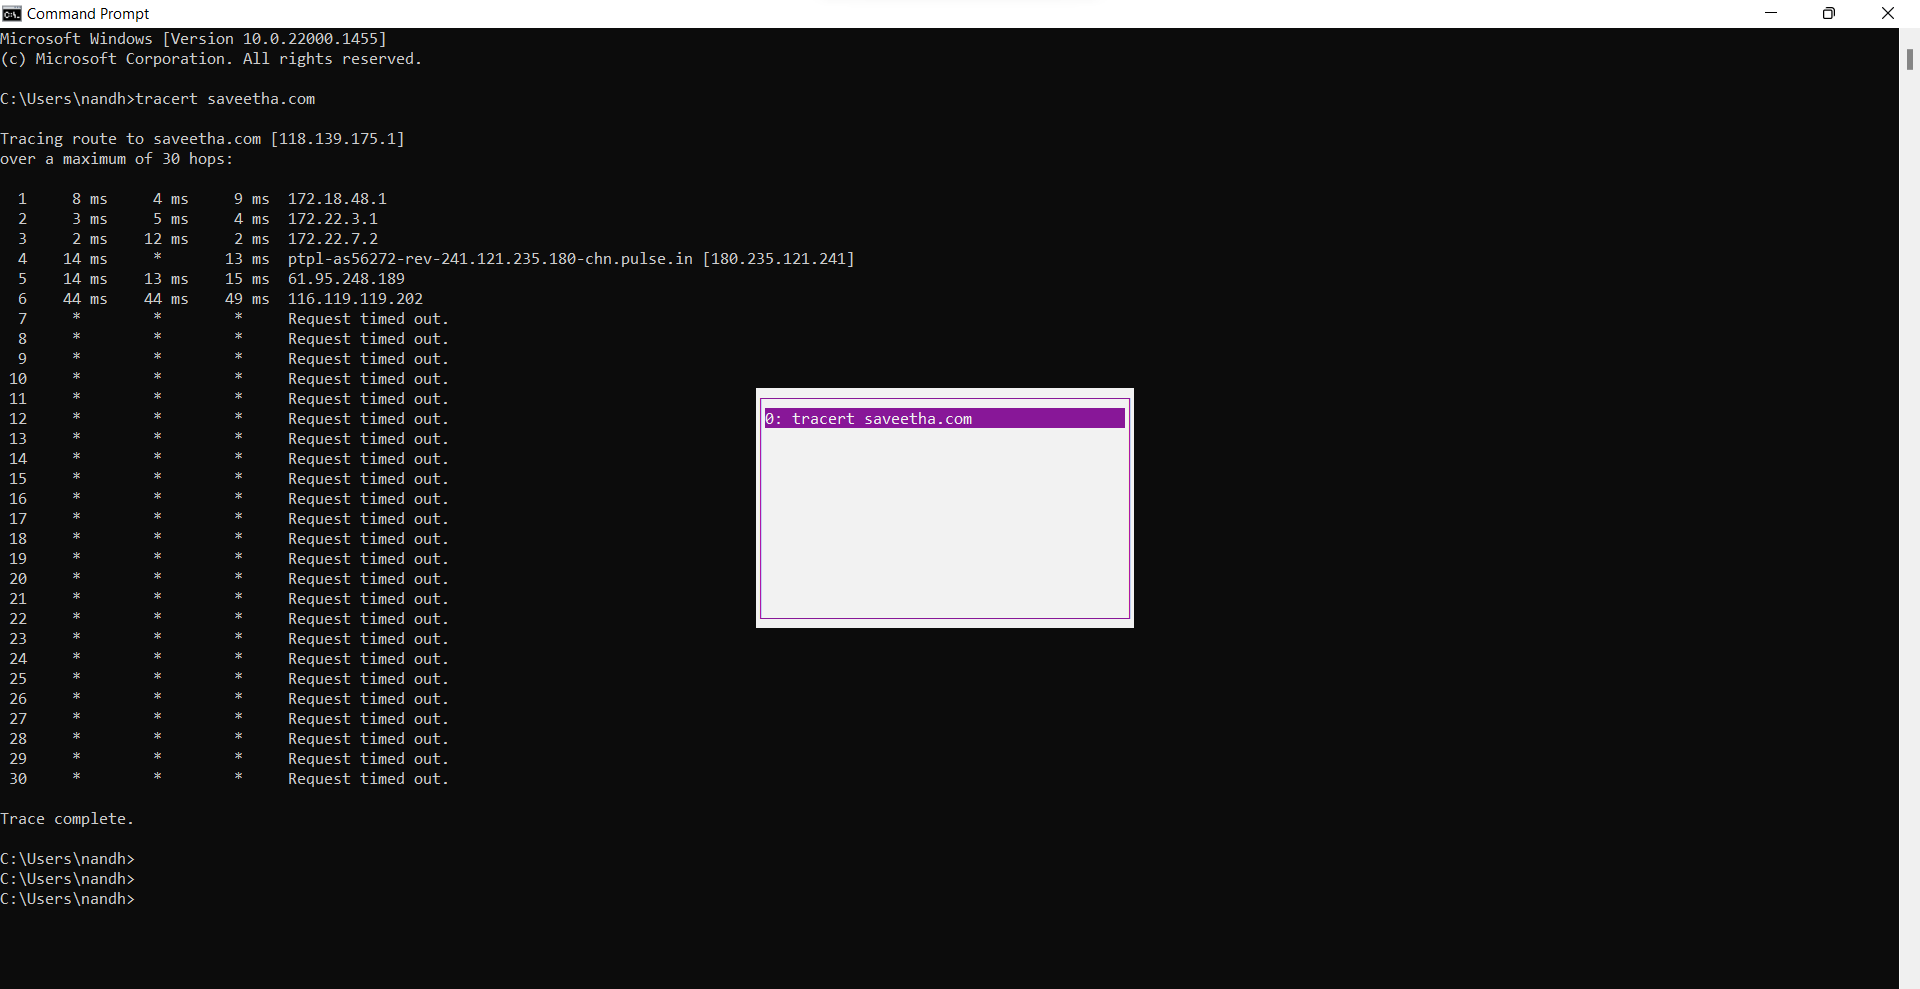 Command Prompt
Microsoft Windows [Version 10.0.22000.1455]
(c) Microsoft Corporation. All rights reserved.
C:\Users\nandh>tracert saveetha.com
Tracing route to saveetha.com [118.139.175.1]
over a maximum of 30 hops:
1 8 ms 4 ms 9 ms 172.18.48.1
2 3 ms 5 ms 4 ms 172.22.3.1
3 2 ms 12 ms 2 ms 172.22.7.2
4 14 ms * 13 ms ptpl-as56272-rev-241.121.235.180-chn.pulse.in [180.235.121.241]
5 14 ms 13 ms 15 ms 61.95.248.189
6 44 ms 44 ms 49 ms 116.119.119.202
7 * * * Request timed out.
8 * * * Request timed out.
9 * * * Request timed out.
10 * * * Request timed out.
11 * * * Request timed out.
12 * * * Request timed out.
13 * * * Request timed out.
14 * * * Request timed out.
15 * * * Request timed out.
16 * * * Request timed out.
17 * * * Request timed out.
18 * * * Request timed out.
19 * * * Request timed out.
20 * * * Request timed out.
21 * * * Request timed out.
22 * * * Request timed out.
23 * * * Request timed out.
24 * * * Request timed out.
25 * * * Request timed out.
26 * * * Request timed out.
27 * * * Request timed out.
28 * * * Request timed out.
29 * * * Request timed out.
30 * * * Request timed out.
Trace complete.
C:\Users\nandh>
C:\Users\nandh>
C:\Users\nandh>
0: tracert saveetha.com